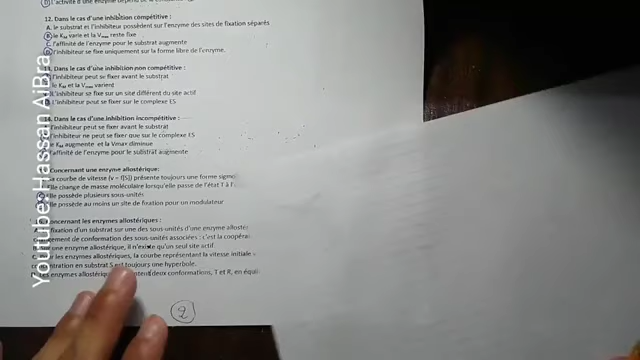 D. l'activité d'une enzyme dépend de la
12. Dans le cas d'une inhibition compétitive :
A. le substrat et l'inhibiteur possèdent sur l'enzyme des sites de fixation séparés
B. le KM varie et la Vmax reste fixe
C. l'affinité de l'enzyme pour le substrat augmente
D. l'inhibiteur se fixe uniquement sur la forme libre de l'enzyme.
13. Dans le cas d'une inhibition non compétitive :
l'inhibiteur peut se fixer avant le substrat
le KM et la Vmax varient
l'inhibiteur se fixe sur un site différent du site actif
l'inhibiteur peut se fixer sur le complexe ES
14. Dans le cas d'une inhibition incompétitive :
l'inhibiteur peut se fixer avant le substrat
l'inhibiteur ne peut se fixer que sur le complexe ES
le KM augmente et la Vmax diminue
l'affinité de l'enzyme pour le substrat augmente
Concernant une enzyme allostérique:
la courbe de vitesse (v = f[S]) présente toujours une forme
Elle change de masse moléculaire lorsqu'elle passe de l'état T à l'
Elle possède plusieurs sous-unités
possède au moins un site de fixation pour un modulateur
Concernant les enzymes allostériques :
fixation d'un substrat sur une des sous-unités d'une enzyme
de conformation des sous-unités associées : c'est la
une enzyme allostérique, il n'existe qu'un seul site actif
les enzymes allostériques, la courbe représentant la vitesse initiale
concentration en substrat S est toujours une hyperbole.
enzymes deux conformations, T et R, en
2
Youtube: Hassan AiBra